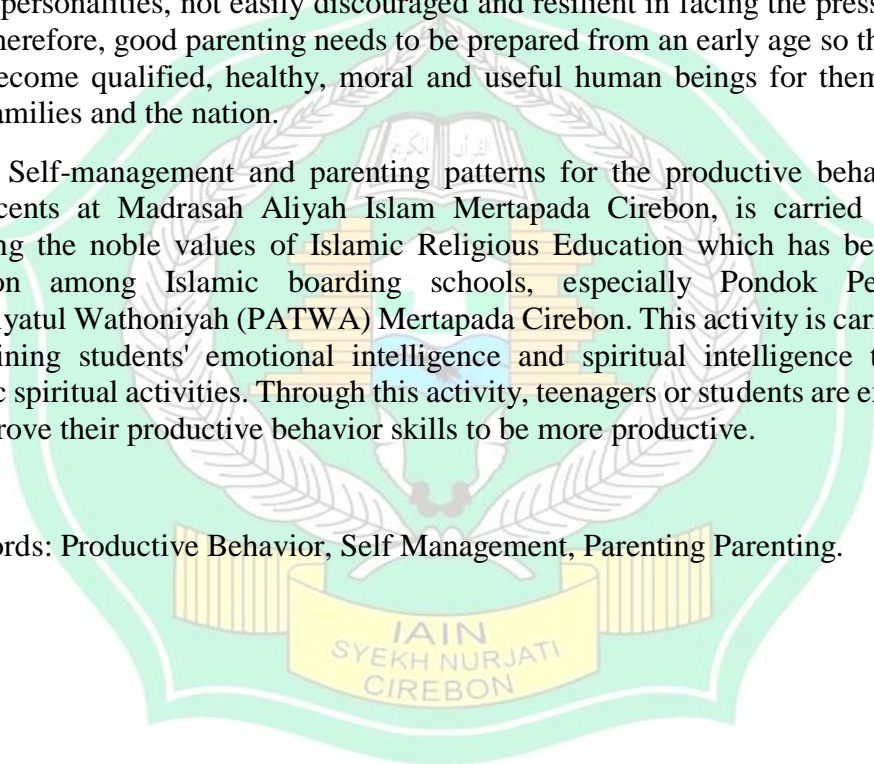 personalities, not easily discouraged and resilient in facing the press
herefore, good parenting needs to be prepared from an early age so th
ecome qualified, healthy, moral and useful human beings for them
amilies and the nation.
Self-management and parenting patterns for the productive beha
cents at Madrasah Aliyah Islam Mertapada Cirebon, is carried
ng the noble values of Islamic Religious Education which has be
on among Islamic boarding schools, especially Pondok Pe
iyatul Wathoniyah (PATWA) Mertapada Cirebon. This activity is carı
ining students' emotional intelligence and spiritual intelligence t
c spiritual activities. Through this activity, teenagers or students are e
rove their productive behavior skills to be more productive.
ords: Productive Behavior, Self Management, Parenting Parenting.
IAIN
SYEKH NURJATI
CIREBON